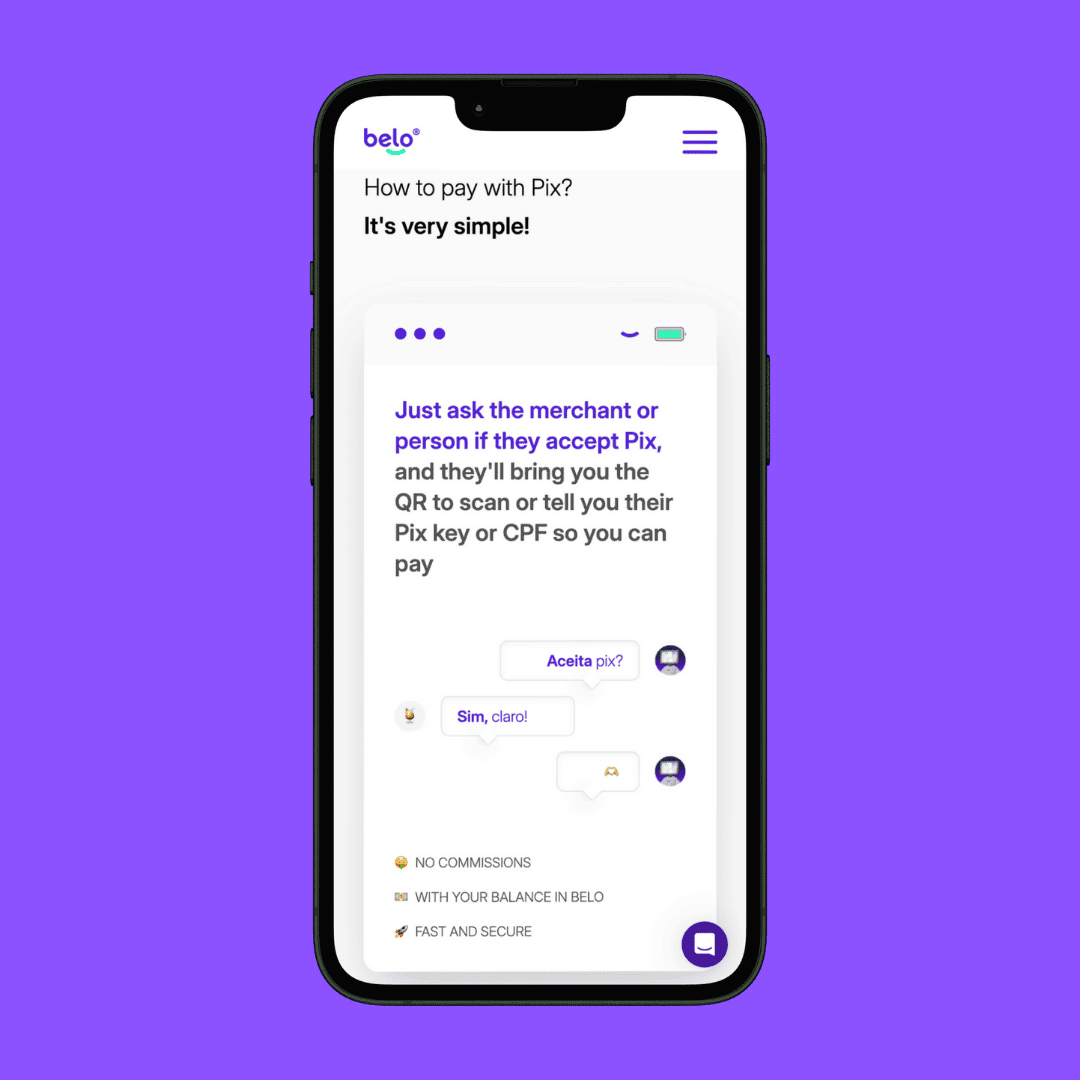 belo®
How to pay with Pix?
It's very simple!
Just ask the merchant or
person if they accept Pix,
and they'll bring you the
QR to scan or tell you their
Pix key or CPF so you can
pay
Aceita pix?
Sim, claro!
🫶
🤑 NO COMMISSIONS
💵 WITH YOUR BALANCE IN BELO
🚀 FAST AND SECURE